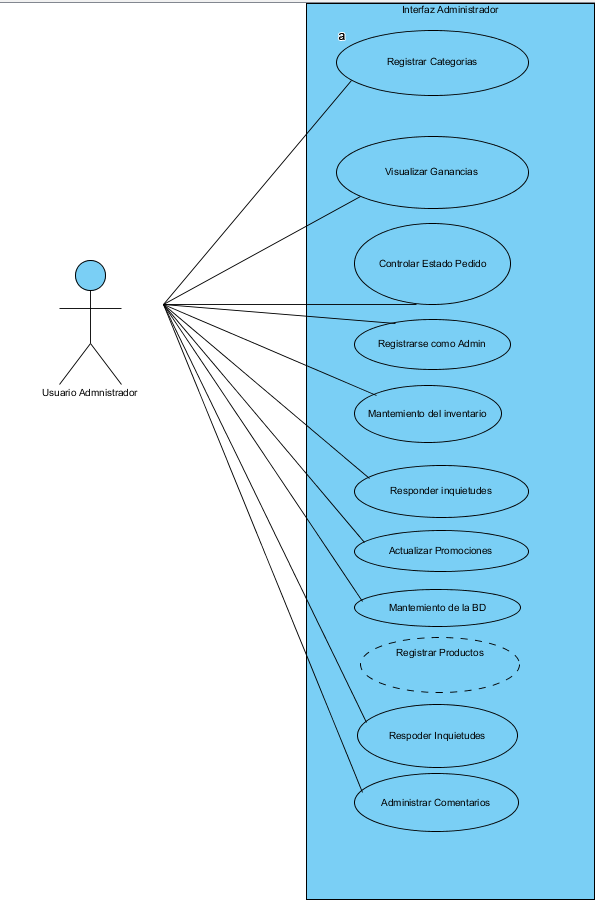 Interfaz Administrador
a
Registrar Categorias
Visualizar Ganancias
Controlar Estado Pedido
Registrarse como Admin
Mantemiento del inventario
Usuario Admnistrador
Responder inquietudes
Actualizar Promociones
Mantemiento de la BD
Registrar Productos
Respoder Inquietudes
Administrar Comentarios